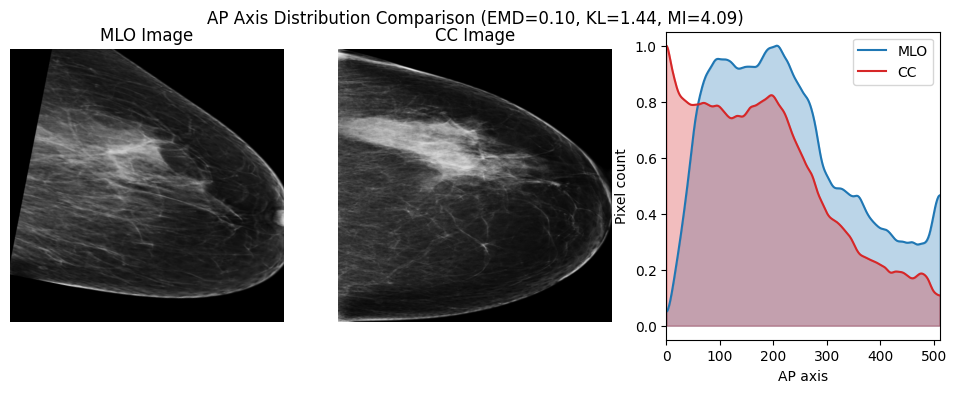 AP Axis Distribution Comparison (EMD=0.10, KL=1.44, MI=4.09)
MLO Image
CC Image
MLO
CC
Pixel count
1.0
0.8
0.6
0.4
0.2
0.0
0 100 200 300 400 500
AP axis